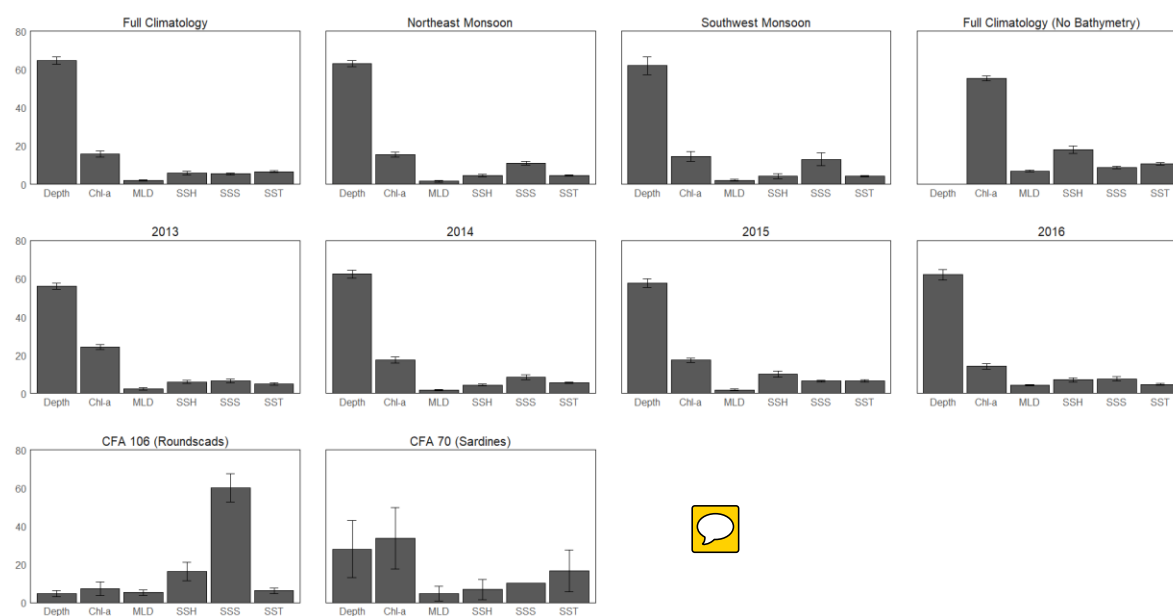 Full Climatology Northeast Monsoon Southwest Monsoon Full Climatology (No Bathymetry)
80
60
40
20
0
Depth Chl-a MLD SSH SSS SST Depth Chl-a MLD SSH SSS SST Depth Chl-a MLD SSH SSS SST Depth Chl-a MLD SSH SSS SST
2013 2014 2015 2016
80
60
40
20
0
Depth Chl-a MLD SSH SSS SST Depth Chl-a MLD SSH SSS SST Depth Chl-a MLD SSH SSS SST Depth Chl-a MLD SSH SSS SST
CFA 106 (Roundscads) CFA 70 (Sardines)
80
60
40
20
0
Depth Chl-a MLD SSH SSS SST Depth Chl-a MLD SSH SSS SST